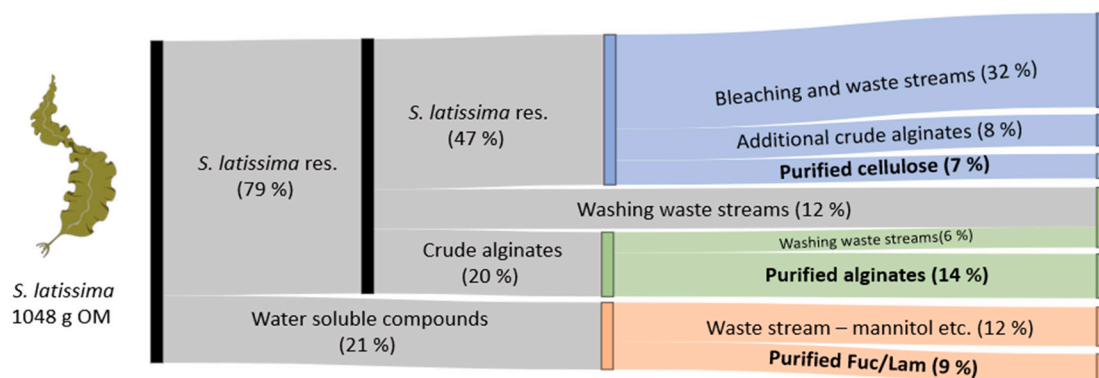 S. latissima
1048 g OM
S. latissima res.
(79 %)
S. latissima res.
(47 %)
Crude alginates
(20 %)
Water soluble compounds
(21 %)
Bleaching and waste streams (32 %)
Additional crude alginates (8 %)
Purified cellulose (7 %)
Washing waste streams (12 %)
Washing waste streams(6 %)
Purified alginates (14 %)
Waste stream – mannitol etc. (12 %)
Purified Fuc/Lam (9 %)